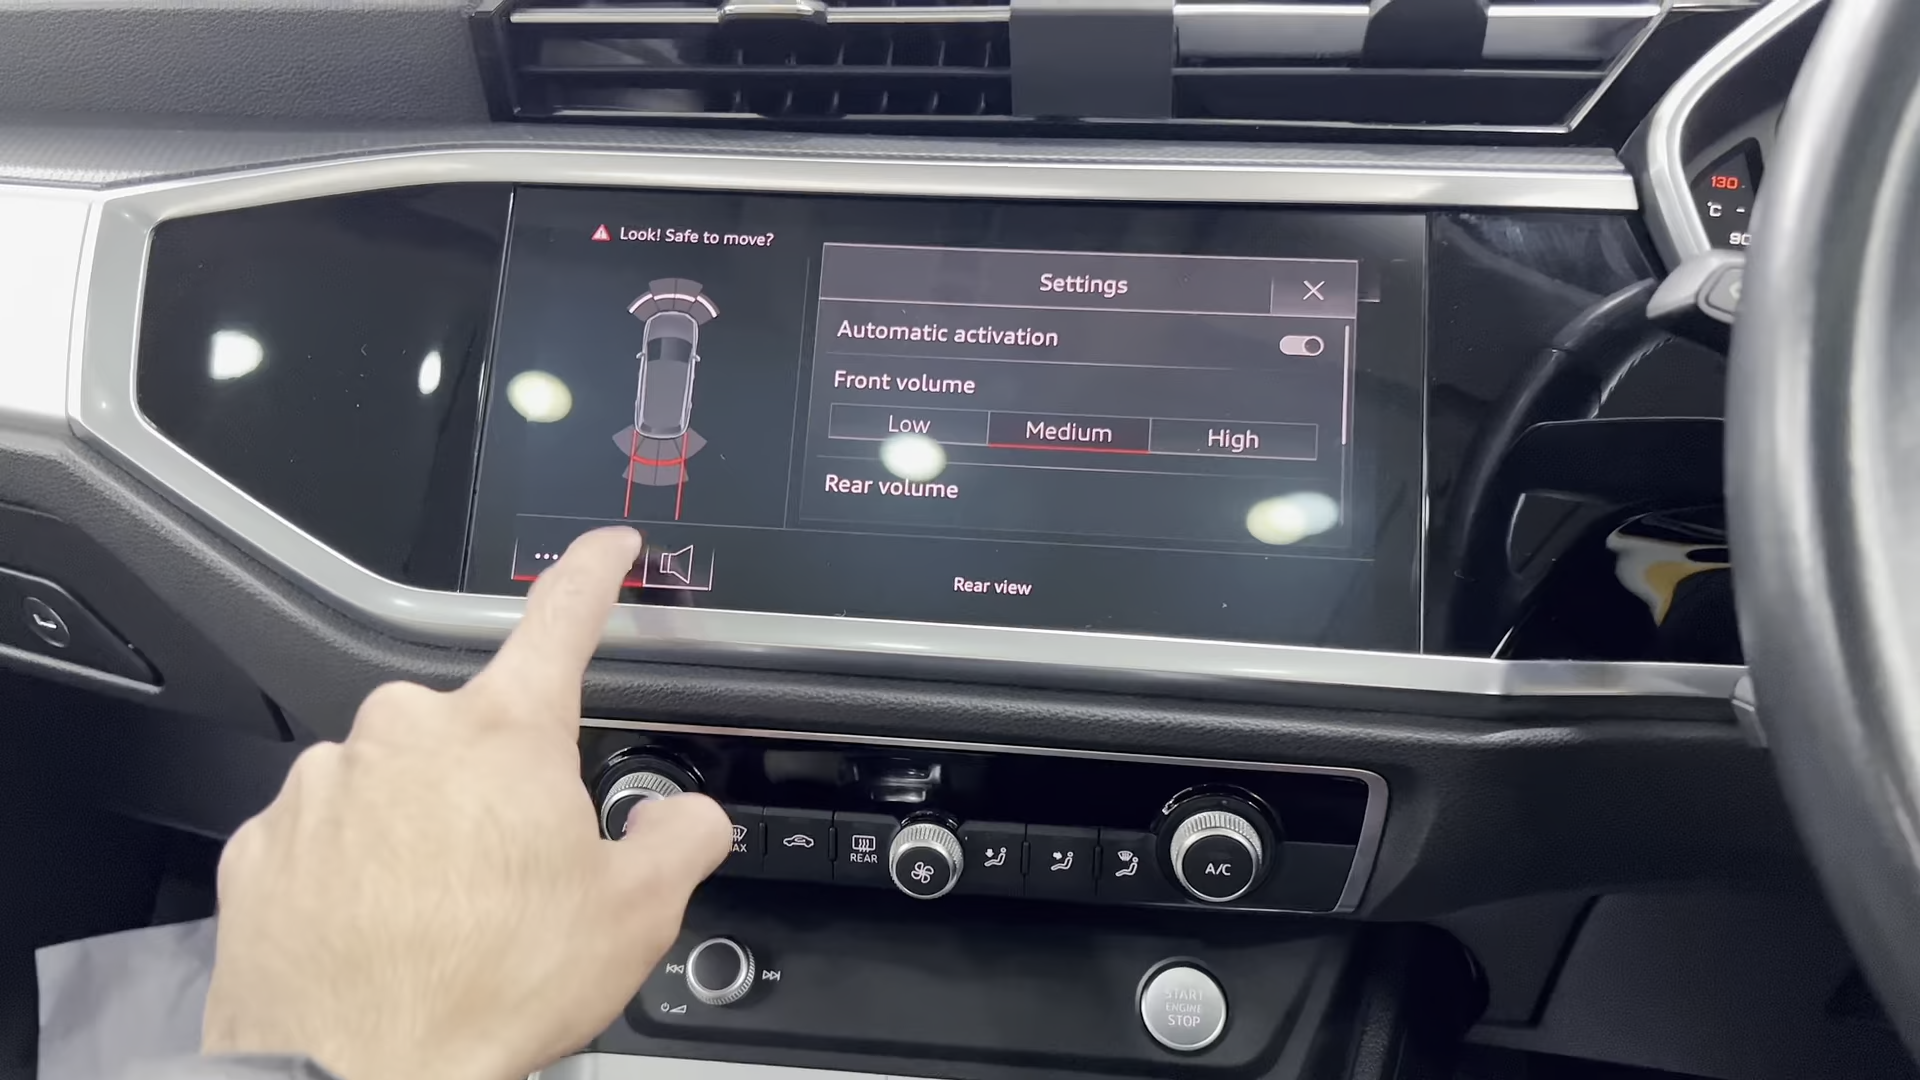 Look! Safe to move?
Settings
Automatic activation
Front volume
Low Medium High
Rear volume
Rear view
130
°C
90
REAR
A/C
START
ENGINE
STOP